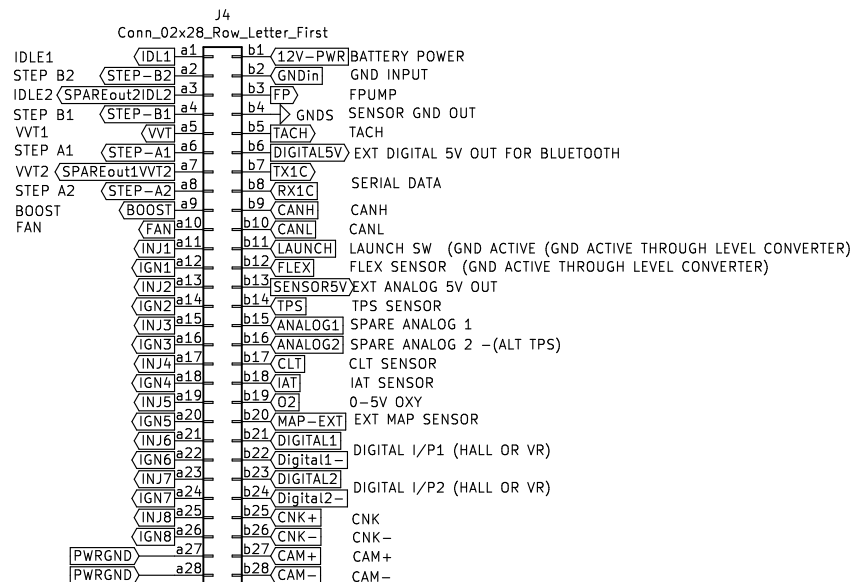 J4
Conn_02x28_Row_Letter_First
IDLE1 IDL1 a1 b1 12V-PWR BATTERY POWER
STEP B2 STEP-B2 a2 b2 GNDin GND INPUT
IDLE2 SPAREout2IDL2 a3 b3 FP FPUMP
STEP B1 STEP-B1 a4 b4 GNDS SENSOR GND OUT
VVT1 VVT a5 b5 TACH TACH
STEP A1 STEP-A1 a6 b6 DIGITAL5V EXT DIGITAL 5V OUT FOR BLUETOOTH
VVT2 SPAREout1VVT2 a7 b7 TX1C
SERIAL DATA
STEP A2 STEP-A2 a8 b8 RX1C
BOOST BOOST a9 b9 CANH CANH
FAN FAN a10 b10 CANL CANL
INJ1 a11 b11 LAUNCH LAUNCH SW (GND ACTIVE (GND ACTIVE THROUGH LEVEL CONVERTER)
IGN1 a12 b12 FLEX FLEX SENSOR (GND ACTIVE THROUGH LEVEL CONVERTER)
INJ2 a13 b13 SENSOR5V EXT ANALOG 5V OUT
IGN2 a14 b14 TPS TPS SENSOR
INJ3 a15 b15 ANALOG1 SPARE ANALOG 1
IGN3 a16 b16 ANALOG2 SPARE ANALOG 2 -(ALT TPS)
INJ4 a17 b17 CLT CLT SENSOR
IGN4 a18 b18 IAT IAT SENSOR
INJ5 a19 b19 O2 0-5V OXY
IGN5 a20 b20 MAP-EXT EXT MAP SENSOR
INJ6 a21 b21 DIGITAL1
DIGITAL I/P1 (HALL OR VR)
IGN6 a22 b22 Digital1-
INJ7 a23 b23 DIGITAL2
DIGITAL I/P2 (HALL OR VR)
IGN7 a24 b24 Digital2-
INJ8 a25 b25 CNK+ CNK
IGN8 a26 b26 CNK- CNK-
PWRGND a27 b27 CAM+ CAM+
PWRGND a28 b28 CAM- CAM-